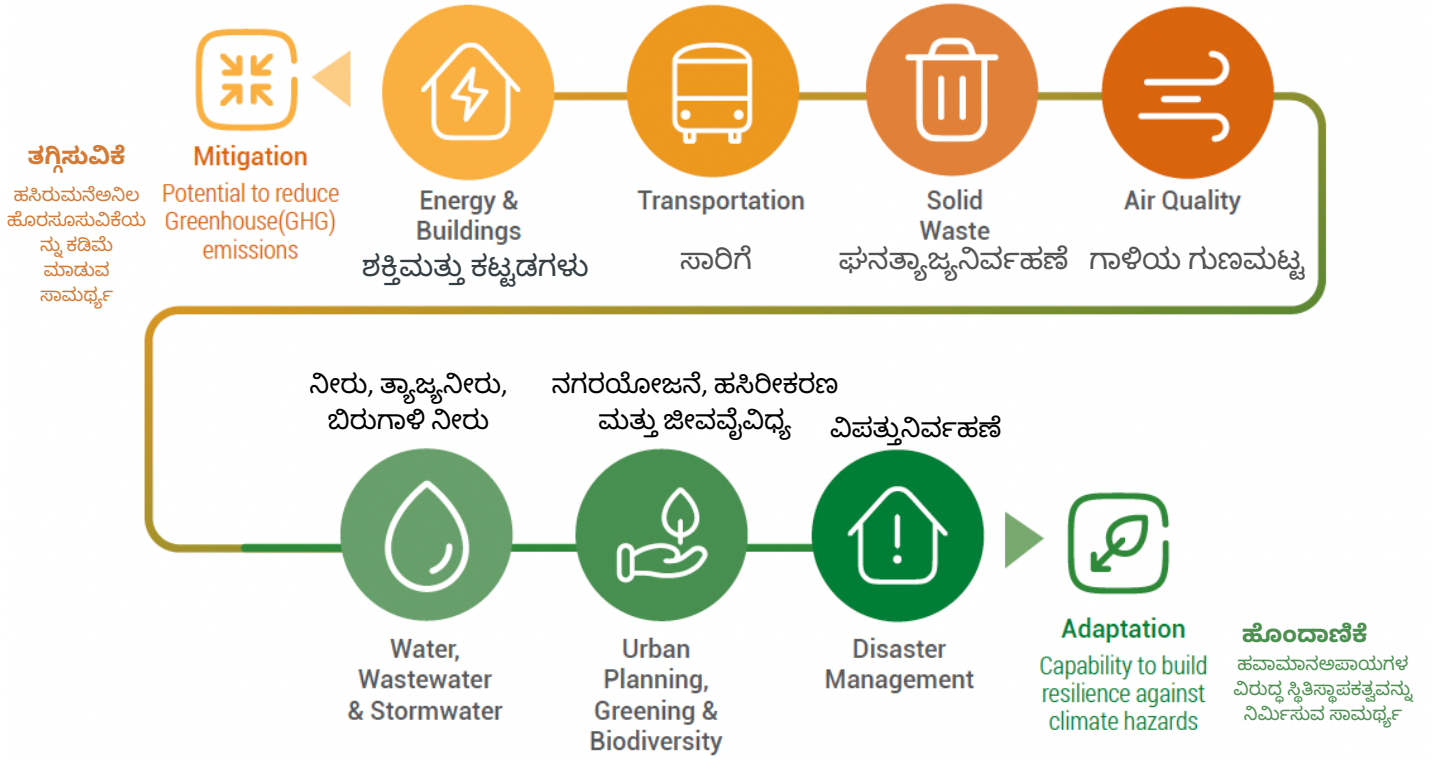 ತಗ್ಗಿಸುವಿಕೆ
ಹಸಿರುಮನೆಅನಿಲ
ಹೊರಸೂಸುವಿಕೆಯ
ನ್ನು ಕಡಿಮೆ
ಮಾಡುವ
ಸಾಮರ್ಥ್ಯ
Mitigation
Potential to reduce
Greenhouse(GHG)
emissions
Energy &
Buildings
ಶಕ್ತಿಮತ್ತು ಕಟ್ಟಡಗಳು
Transportation
ಸಾರಿಗೆ
Solid
Waste
ಘನತ್ಯಾಜ್ಯನಿರ್ವಹಣೆ
Air Quality
ಗಾಳಿಯ ಗುಣಮಟ್ಟ
ನೀರು, ತ್ಯಾಜ್ಯನೀರು,
ಬಿರುಗಾಳಿ ನೀರು
Water,
Wastewater
& Stormwater
ನಗರಯೋಜನೆ, ಹಸಿರೀಕರಣ
ಮತ್ತು ಜೀವವೈವಿಧ್ಯ
Urban
Planning,
Greening &
Biodiversity
ವಿಪತ್ತುನಿರ್ವಹಣೆ
Disaster
Management
Adaptation
Capability to build
resilience against
climate hazards
ಹೊಂದಾಣಿಕೆ
ಹವಾಮಾನಅಪಾಯಗಳ
ವಿರುದ್ಧ ಸ್ಥಿತಿಸ್ಥಾಪಕತ್ವವನ್ನು
ನಿರ್ಮಿಸುವ ಸಾಮರ್ಥ್ಯ